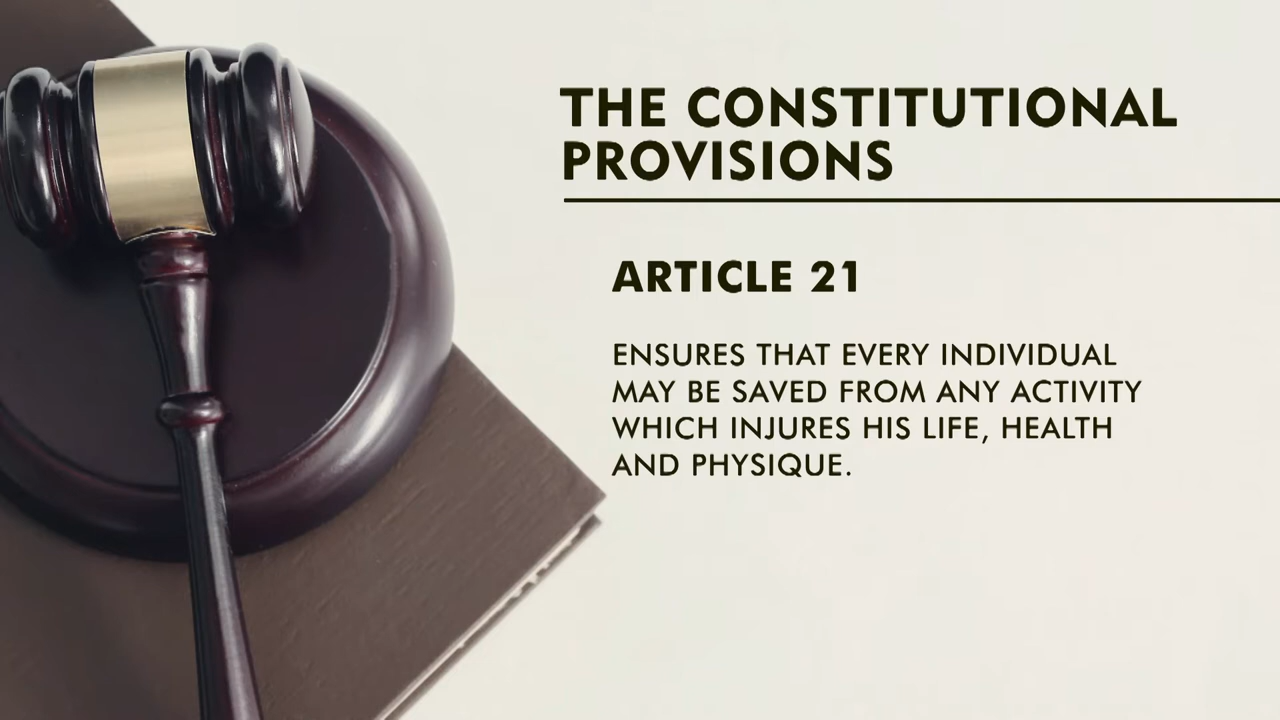 THE CONSTITUTIONAL
PROVISIONS
ARTICLE 21
ENSURES THAT EVERY INDIVIDUAL
MAY BE SAVED FROM ANY ACTIVITY
WHICH INJURES HIS LIFE, HEALTH
AND PHYSIQUE.